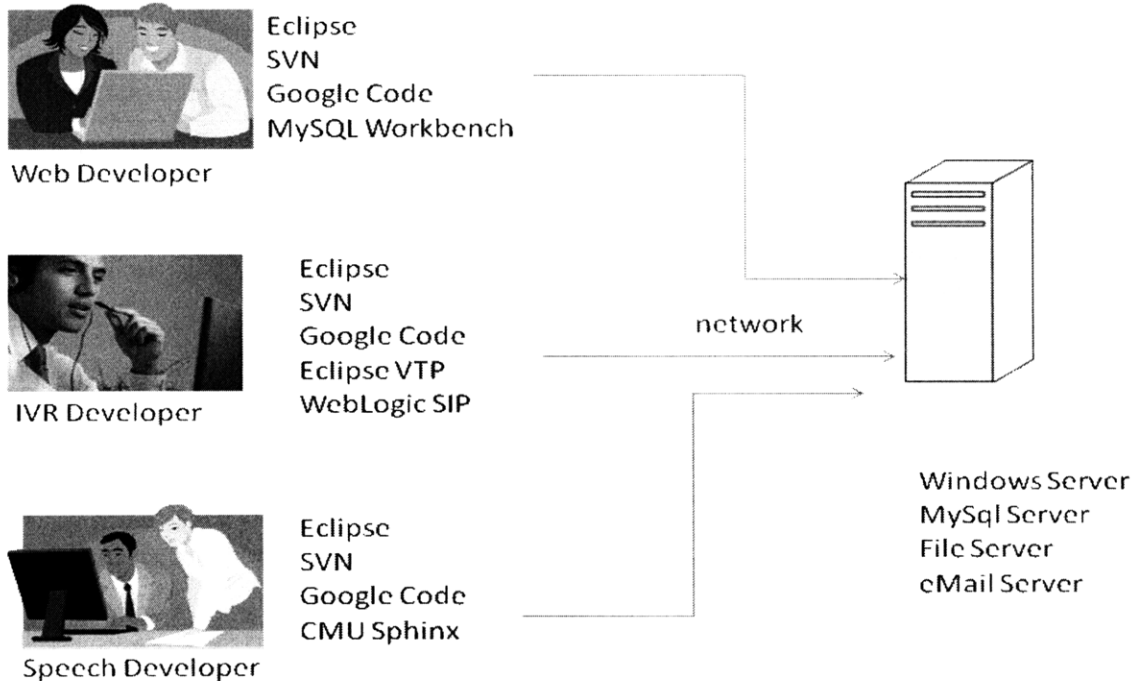 Eclipse
SVN
Google Code
MySQL Workbench
Web Developer
Eclipse
SVN
Google Code
Eclipse VTP
WebLogic SIP
IVR Developer
network
Eclipse
SVN
Google Code
CMU Sphinx
Speech Developer
Windows Server
MySql Server
File Server
eMail Server